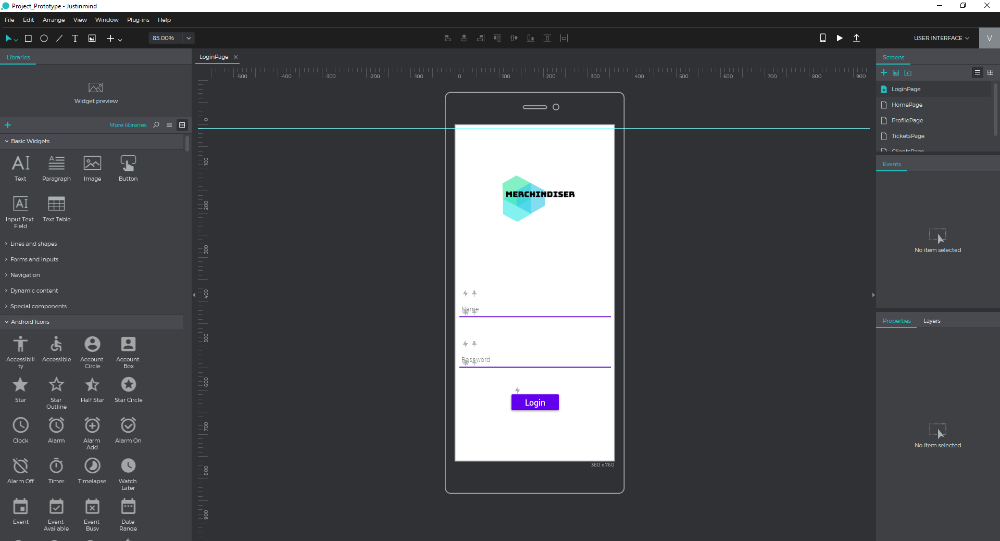 Project_Prototype - Justinmind
File Edit Arrange View Window Plug-ins Help
85.00%
USER INTERFACE
V
Libraries
LoginPage
Screens
-500 -400 -300 -200 -100 0 100 200 300 400 500 600 700 800 900
Widget preview
More libraries
Basic Widgets
Text
Paragraph
Image
Button
Input Text Field
Text Table
Lines and shapes
Forms and inputs
Navigation
Dynamic content
Special components
Android Icons
Accessibili
ty
Accessible
Account
Circle
Account
Box
Star
Star
Outline
Half Star
Star Circle
Clock
Alarm
Alarm
Add
Alarm On
Alarm Off
Timer
Timelapse
Watch
Later
Event
Event
Available
Event
Busy
Date
Range
0
100
200
300
400
500
600
700
800
900
MERCHINDISER
Name
Password
Login
360 x 760
LoginPage
HomePage
ProfilePage
TicketsPage
ClientsPage
Events
No item selected
Properties
Layers
No item selected